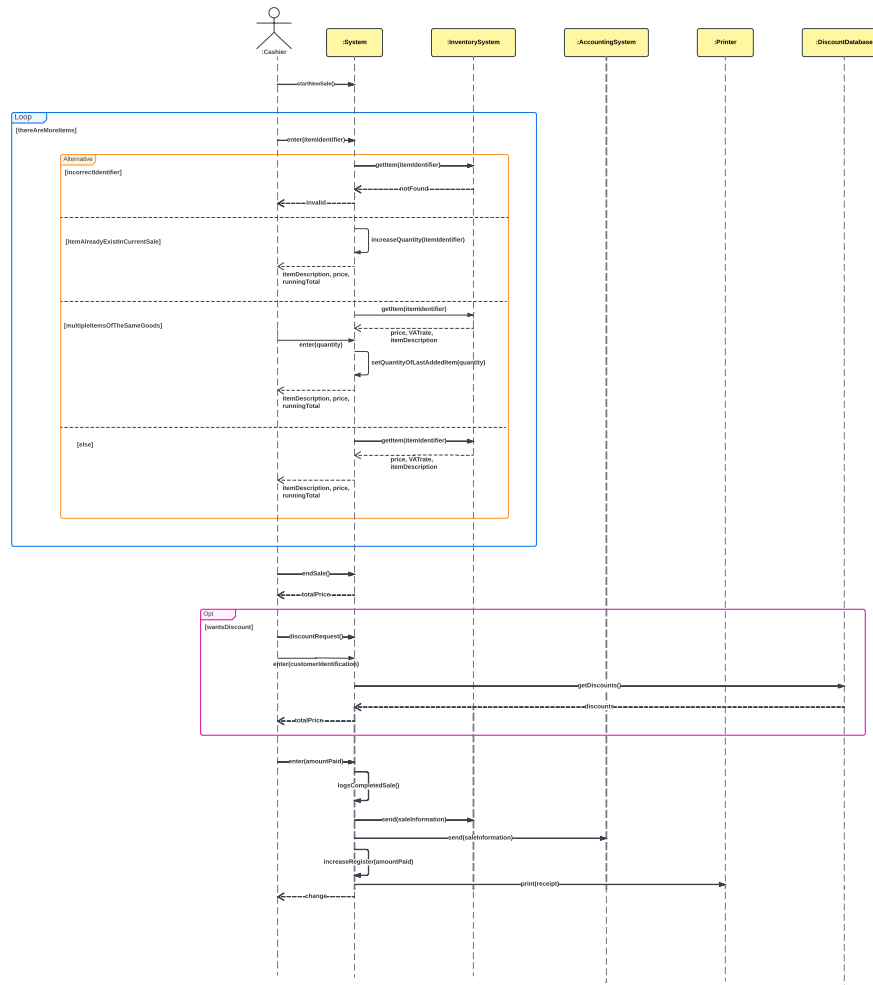 :Cashier
:System
:InventorySystem
:AccountingSystem
:Printer
:DiscountDatabase
startNewSale()
Loop
[thereAreMoreItems]
enter(itemIdentifier)
Alternative
[incorrectIdentifier]
getItem(itemIdentifier)
notFound
invalid
[itemAlreadyExistInCurrentSale]
increaseQuantity(itemIdentifier)
itemDescription, price,
runningTotal
[multipleItemsOfTheSameGoods]
getItem(itemIdentifier)
price, VATrate,
itemDescription
enter(quantity)
setQuantityOfLastAddedItem(quantity)
itemDescription, price,
runningTotal
[else]
getItem(itemIdentifier)
price, VATrate,
itemDescription
itemDescription, price,
runningTotal
endSale()
totalPrice
Opt
[wantsDiscount]
discountRequest()
enter(customerIdentification)
getDiscounts()
discounts
totalPrice
enter(amountPaid)
logsCompletedSale()
send(saleInformation)
send(saleInformation)
increaseRegister(amountPaid)
print(receipt)
change